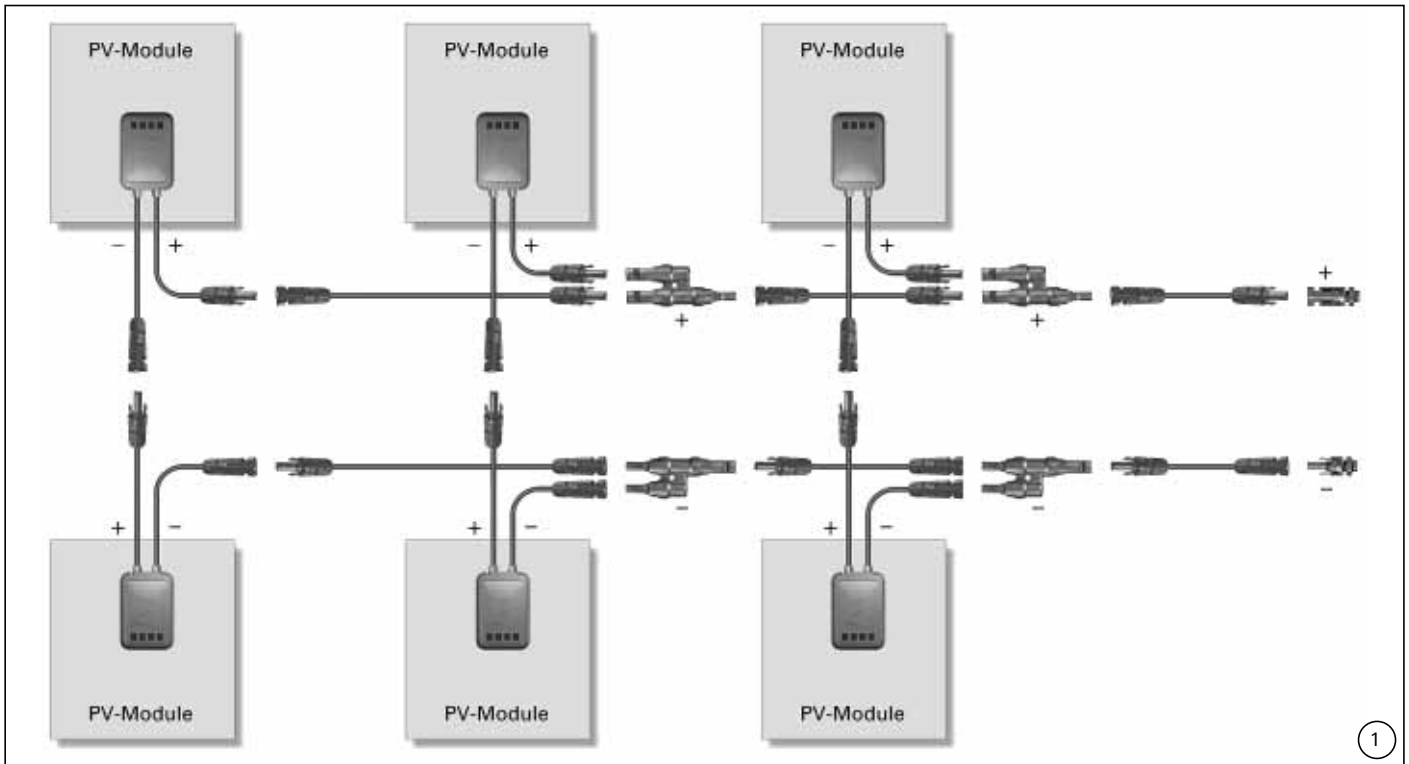 PV-Module PV-Module PV-Module
− + − + − + +
+ +
− −
+ − + − + −
−
PV-Module PV-Module PV-Module
1